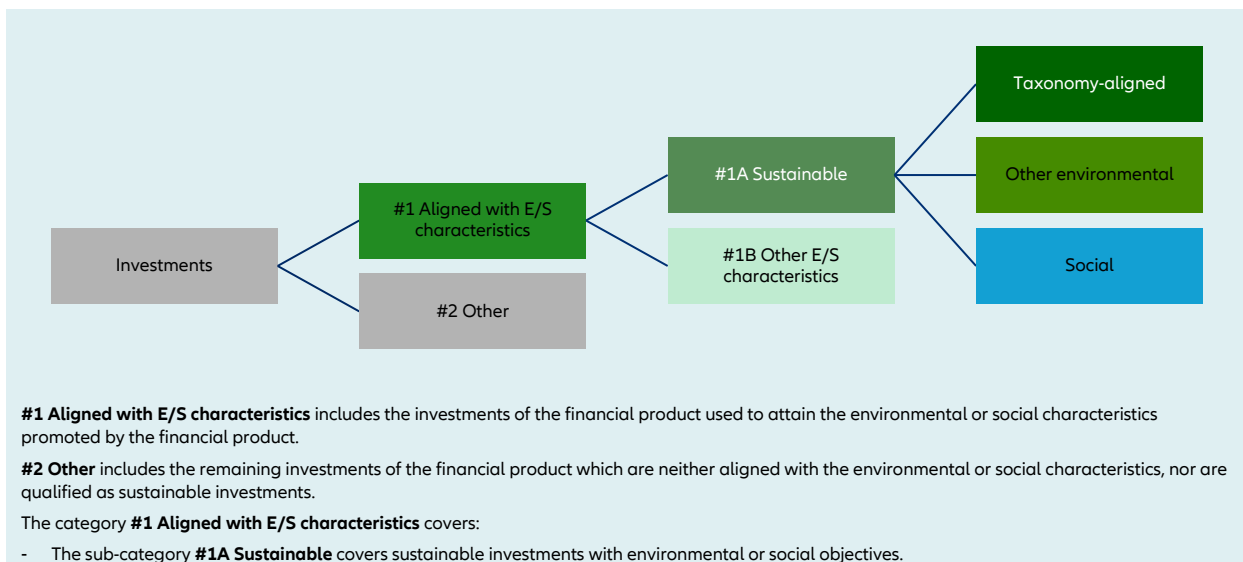 Taxonomy-aligned
#1A Sustainable
Other environmental
#1 Aligned with E/S
characteristics
Investments
#1B Other E/S
characteristics
Social
#2 Other
#1 Aligned with E/S characteristics includes the investments of the financial product used to attain the environmental or social characteristics
promoted by the financial product.
#2 Other includes the remaining investments of the financial product which are neither aligned with the environmental or social characteristics, nor are
qualified as sustainable investments.
The category #1 Aligned with E/S characteristics covers:
- The sub-category #1A Sustainable covers sustainable investments with environmental or social objectives.